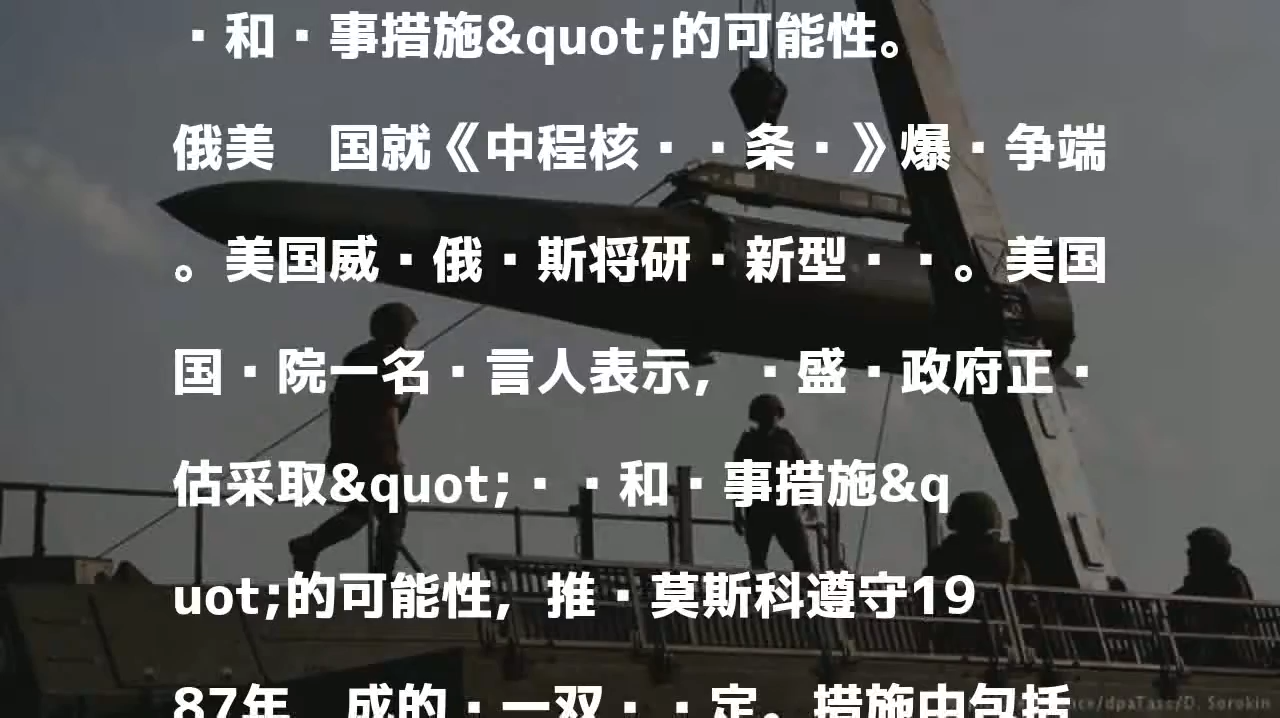 ·和·事措施&quot;的可能性。
俄美　国就《中程核··条·》爆·争端
。美国威·俄·斯将研·新型··。美国
国·院一名·言人表示，·盛·政府正·
估采取&quot;··和·事措施&q
uot;的可能性，推·莫斯科遵守19
87年　成的·一双··定。措施中包括
nce/dpaTass/D. Sorokin